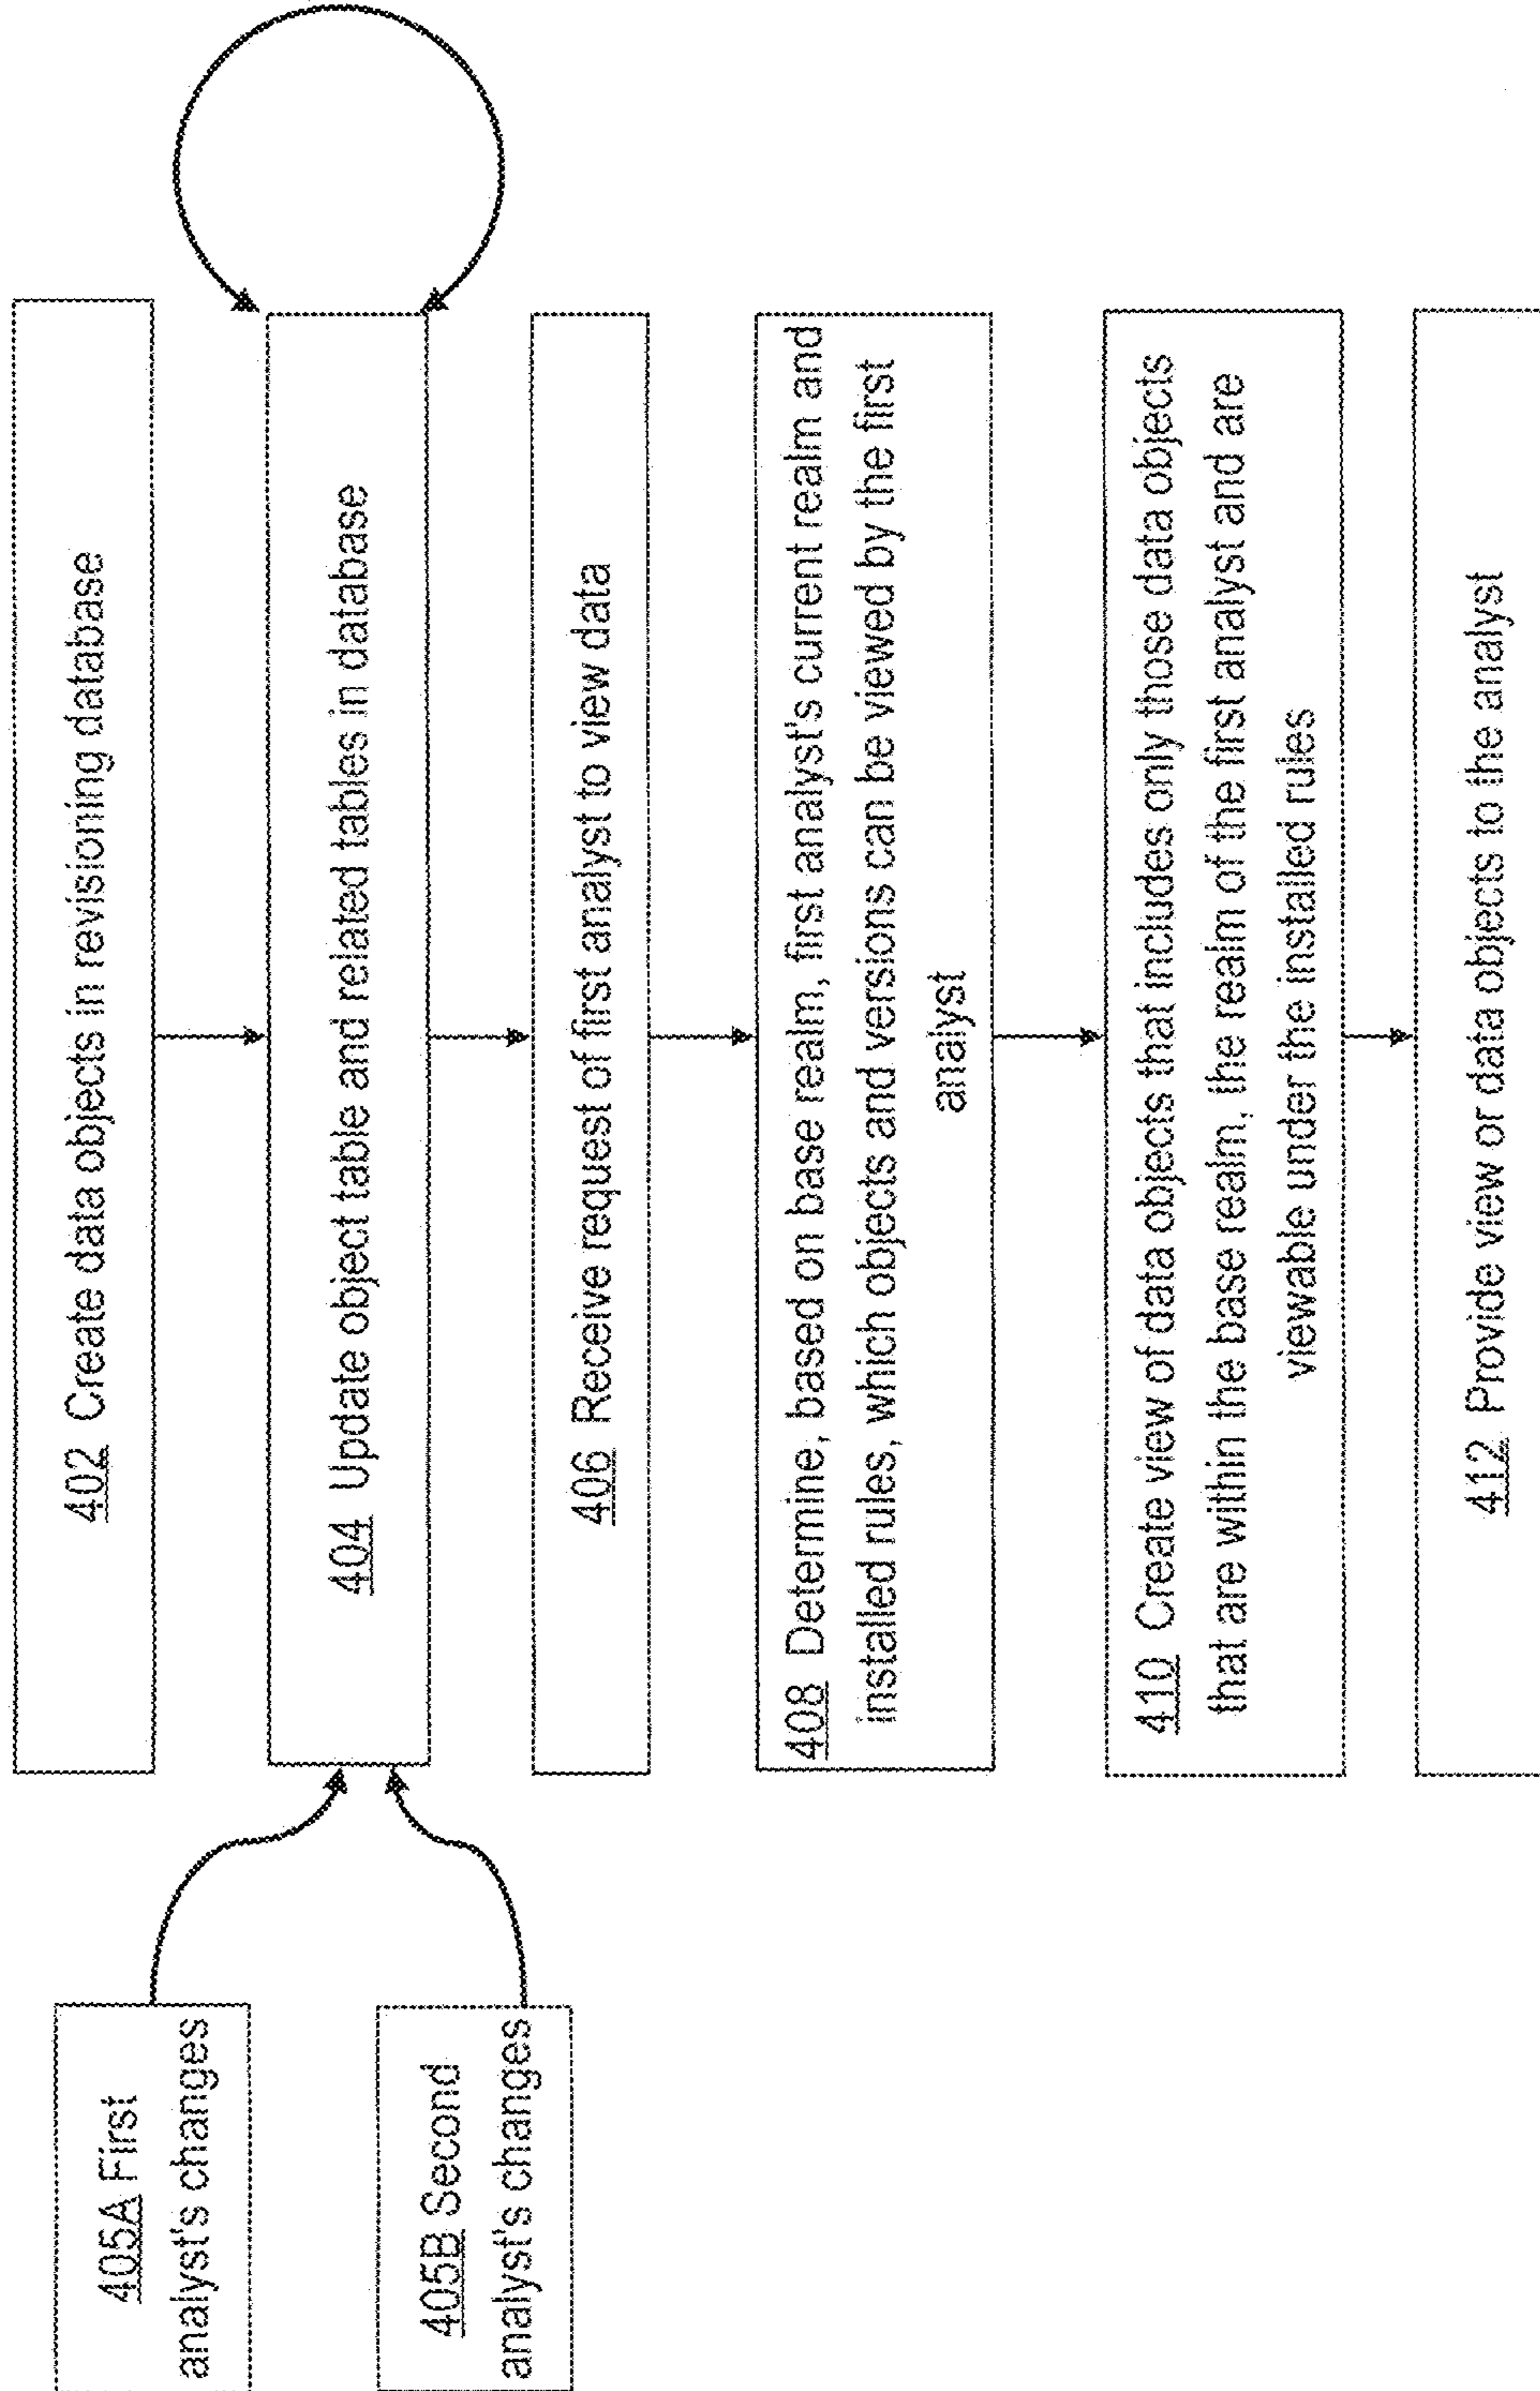 402 Create data objects in revisioning database
404 Update object table and related tables in database
405A First
analyst's changes
405B Second
analyst's changes
406 Receive request of first analyst to view data
408 Determine, based on base realm, first analyst's current realm and
installed rules, which objects and versions can be viewed by the first
analyst
410 Create view of data objects that includes only those data objects
that are within the base realm, the realm of the first analyst and are
viewable under the installed rules
412 Provide view or data objects to the analyst